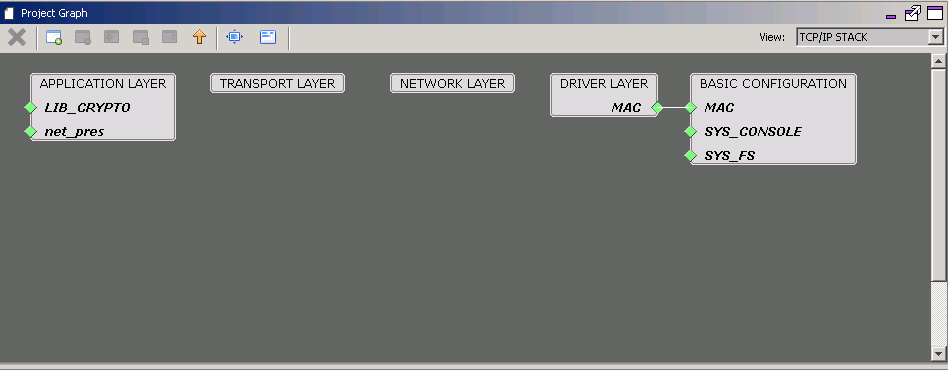 Project Graph
View: TCP/IP STACK
APPLICATION LAYER
LIB_CRYPTO
net_pres
TRANSPORT LAYER
NETWORK LAYER
DRIVER LAYER
MAC
BASIC CONFIGURATION
MAC
SYS_CONSOLE
SYS_FS